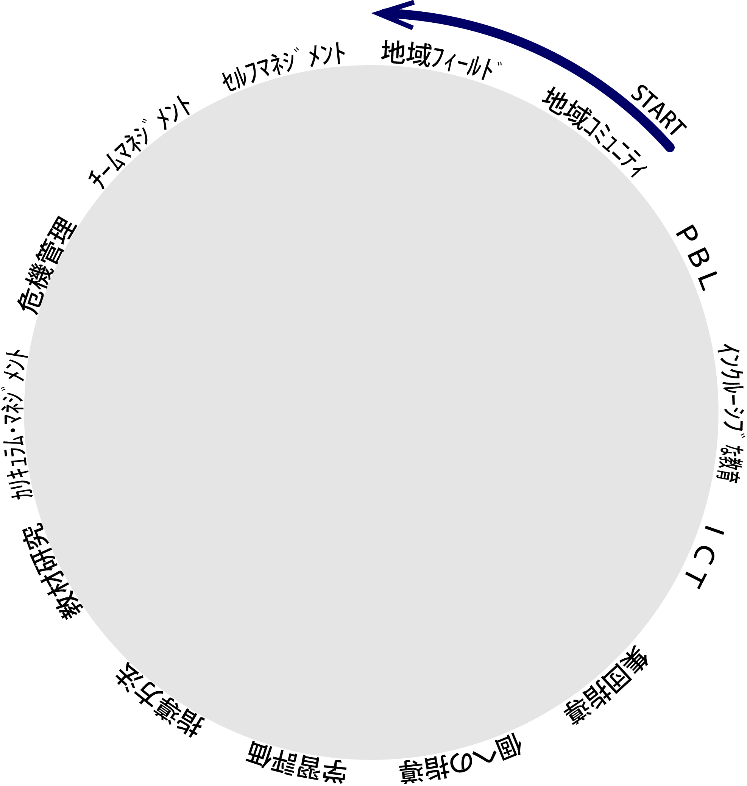 START
地域コミュニティ
地域フィールド
セルフマネジメント
チームマネジメント
危機管理
カリキュラム・マネジメント
教材研究
指導方法
学習評価
個への指導
集団指導
ICT
インクルーシブな教育
PBL